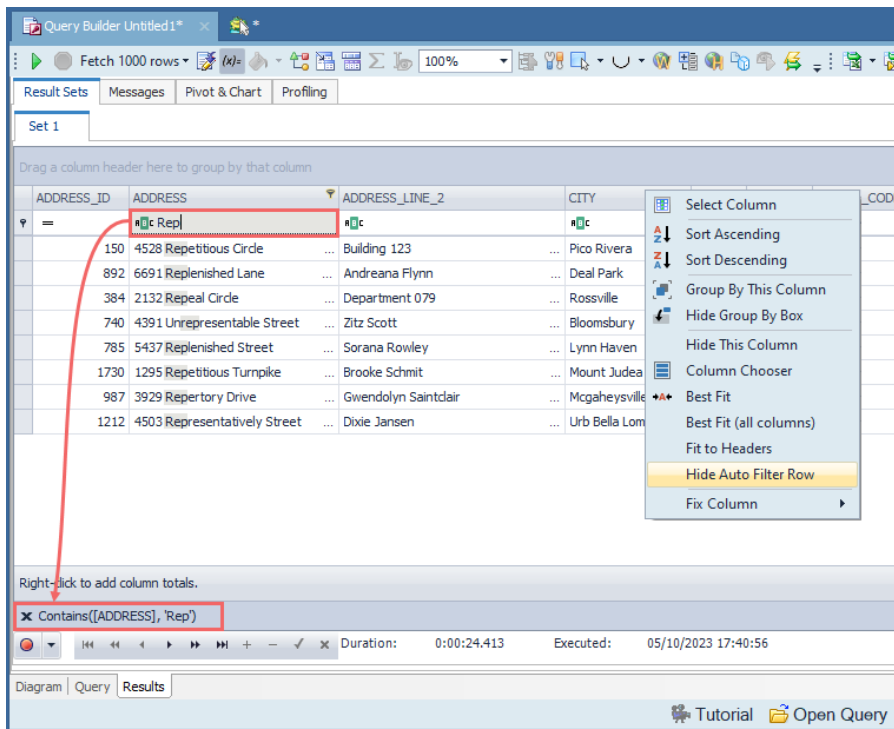 Query Builder Untitled1* × *
Fetch 1000 rows (x)= 100%
Result Sets Messages Pivot & Chart Profiling
Set 1
Drag a column header here to group by that column
ADDRESS_ID ADDRESS ADDRESS_LINE_2 CITY _COD
= ABC Rep ABC ABC
150 4528 Repetitious Circle ... Building 123 ... Pico Rivera
892 6691 Replenished Lane ... Andreana Flynn ... Deal Park
384 2132 Repeal Circle ... Department 079 ... Rossville
740 4391 Unrepresentable Street ... Zitz Scott ... Bloomsbury
785 5437 Replenished Street ... Sorana Rowley ... Lynn Haven
1730 1295 Repetitious Turnpike ... Brooke Schmit ... Mount Judea
987 3929 Repertory Drive ... Gwendolyn Saintclair ... Mcgaheysville
1212 4503 Representatively Street ... Dixie Jansen ... Urb Bella Lom
Select Column
Sort Ascending
Sort Descending
Group By This Column
Hide Group By Box
Hide This Column
Column Chooser
Best Fit
Best Fit (all columns)
Fit to Headers
Hide Auto Filter Row
Fix Column
Right-click to add column totals.
× Contains([ADDRESS], 'Rep')
Duration: 0:00:24.413 Executed: 05/10/2023 17:40:56
Diagram Query Results
Tutorial Open Query